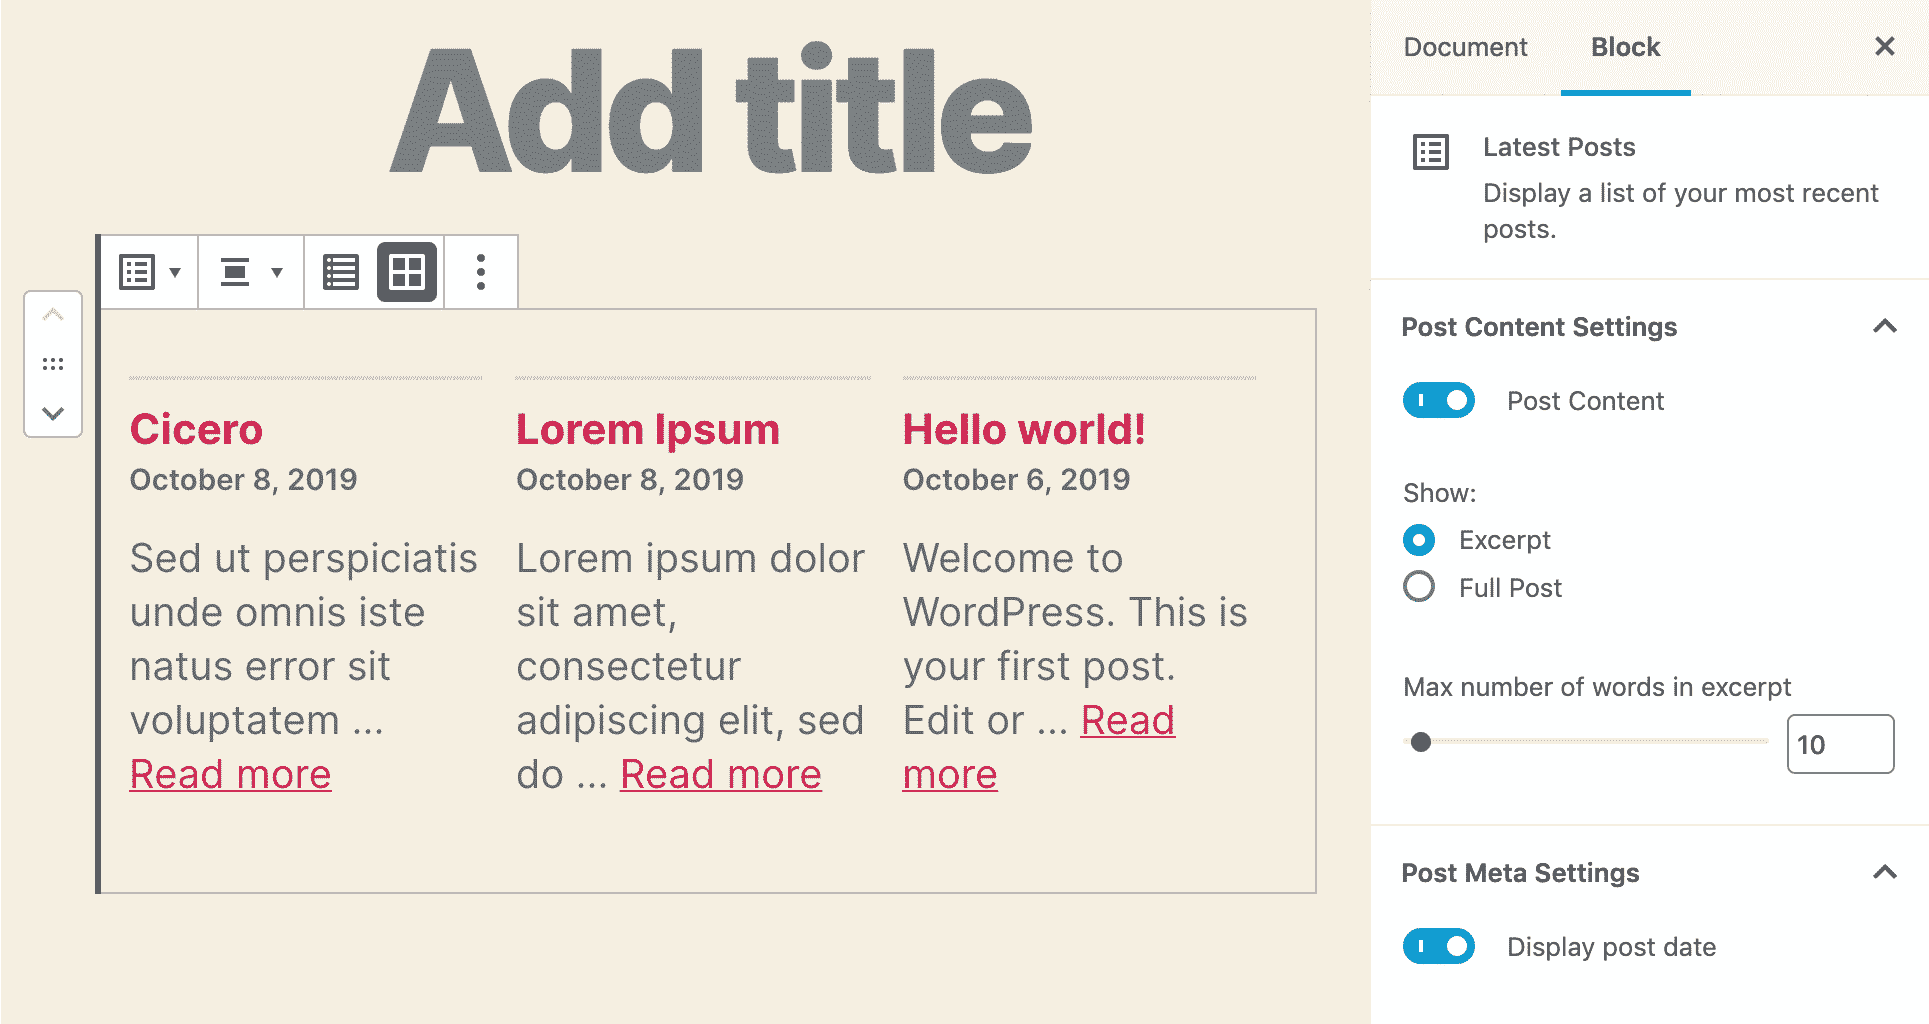 Add title
Cicero
October 8, 2019
Sed ut perspiciatis
unde omnis iste
natus error sit
voluptatem ...
Read more
Lorem Ipsum
October 8, 2019
Lorem ipsum dolor
sit amet,
consectetur
adipiscing elit, sed
do ... Read more
Hello world!
October 6, 2019
Welcome to
WordPress. This is
your first post.
Edit or ... Read
more
Document
Block
Latest Posts
Display a list of your most recent
posts.
Post Content Settings
Post Content
Show:
Excerpt
Full Post
Max number of words in excerpt
10
Post Meta Settings
Display post date